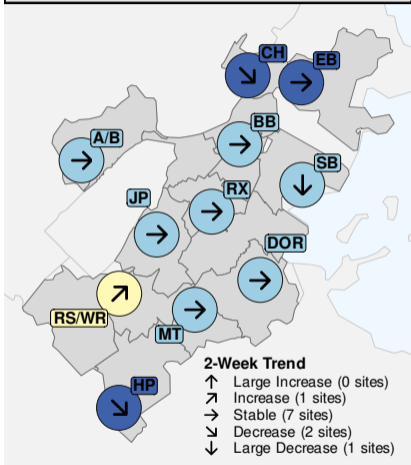 CH
EB
BB
A/B
SB
RX
JP
DOR
RS/WR
MT
HP
2-Week Trend
↑ Large Increase (0 sites)
↗ Increase (1 sites)
→ Stable (7 sites)
↘ Decrease (2 sites)
↓ Large Decrease (1 sites)